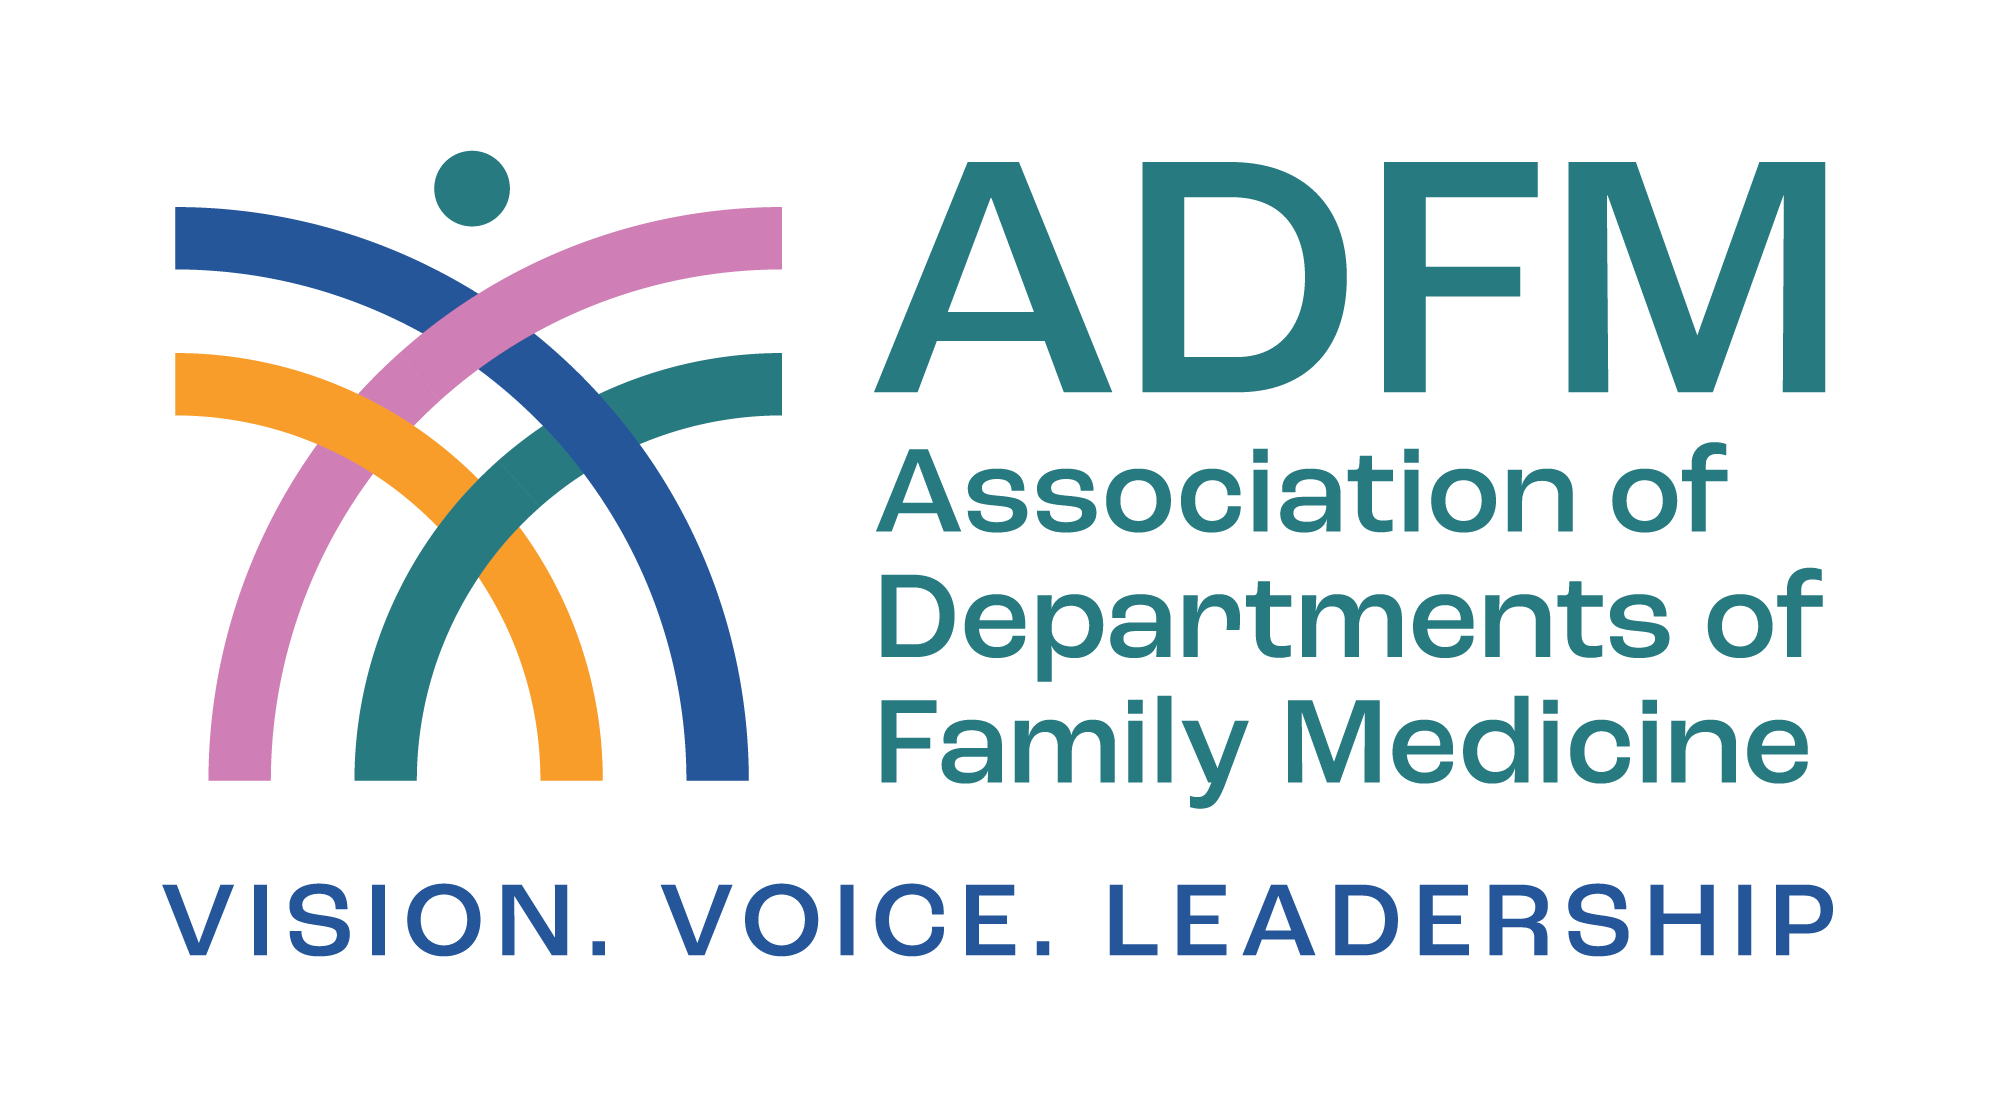 ADFM
Association of
Departments of
Family Medicine
VISION. VOICE. LEADERSHIP